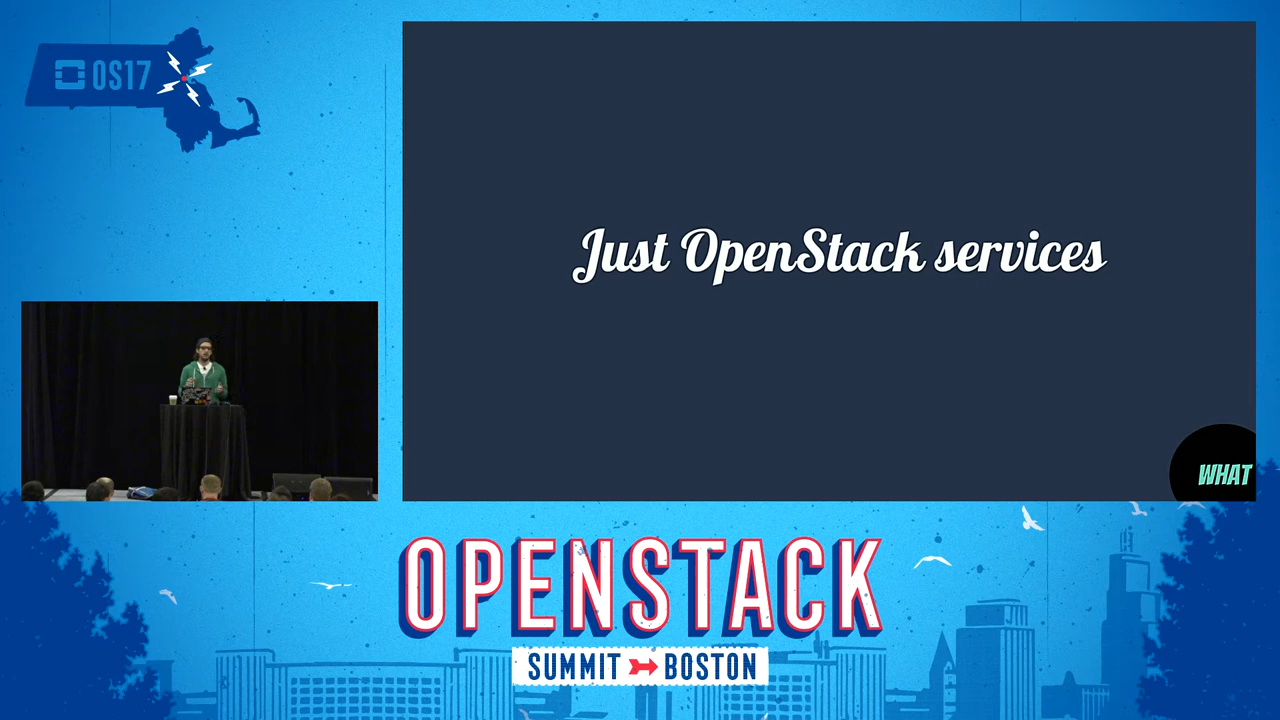 OS17
Just OpenStack services
WHAT
OPENSTACK
SUMMIT BOSTON